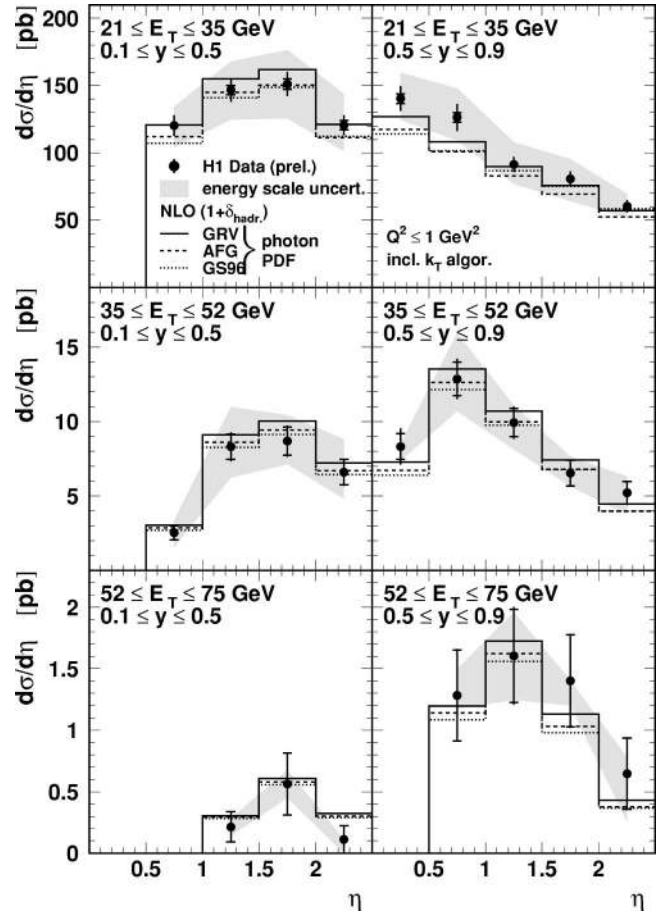 [pb]
dσ/dη
200
150
100
50
21 ≤ E_T ≤ 35 GeV
0.1 ≤ y ≤ 0.5
H1 Data (prel.)
energy scale uncert.
NLO (1+δ_hadr.)
GRV
AFG
GS96
photon
PDF
21 ≤ E_T ≤ 35 GeV
0.5 ≤ y ≤ 0.9
Q² ≤ 1 GeV²
incl. k_T algor.
[pb]
dσ/dη
15
10
5
35 ≤ E_T ≤ 52 GeV
0.1 ≤ y ≤ 0.5
35 ≤ E_T ≤ 52 GeV
0.5 ≤ y ≤ 0.9
[pb]
dσ/dη
2
1.5
1
0.5
0
52 ≤ E_T ≤ 75 GeV
0.1 ≤ y ≤ 0.5
52 ≤ E_T ≤ 75 GeV
0.5 ≤ y ≤ 0.9
0.5 1 1.5 2 0.5 1 1.5 2
η η